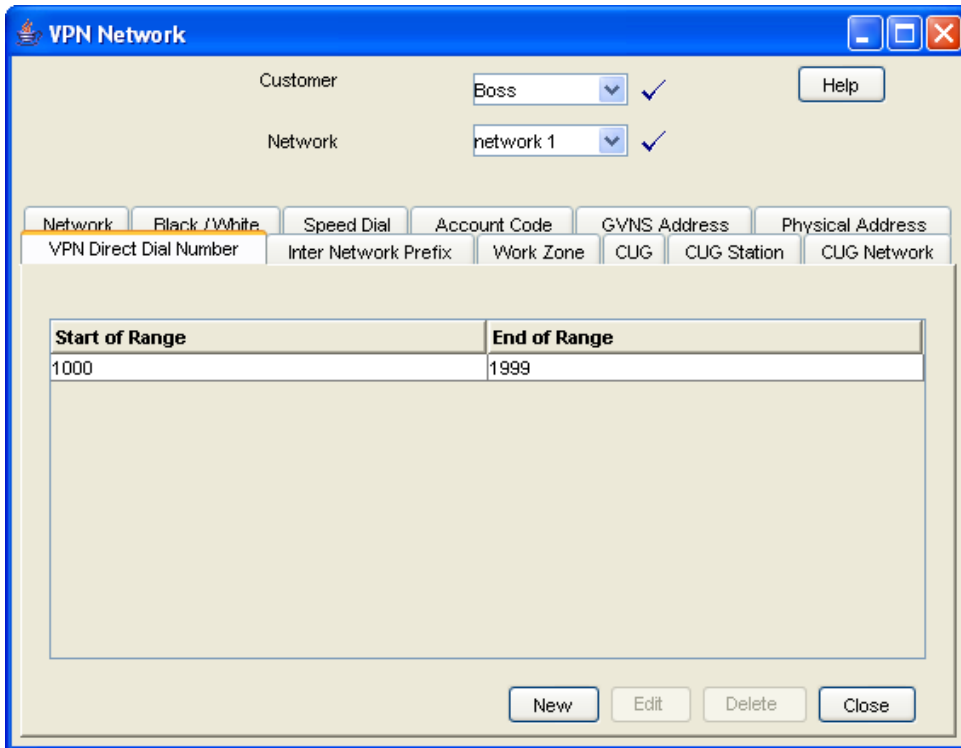 VPN Network
Customer Boss Help
Network network 1
Network Black / White Speed Dial Account Code GVNS Address Physical Address
VPN Direct Dial Number Inter Network Prefix Work Zone CUG CUG Station CUG Network
Start of Range End of Range
1000 1999
New Edit Delete Close